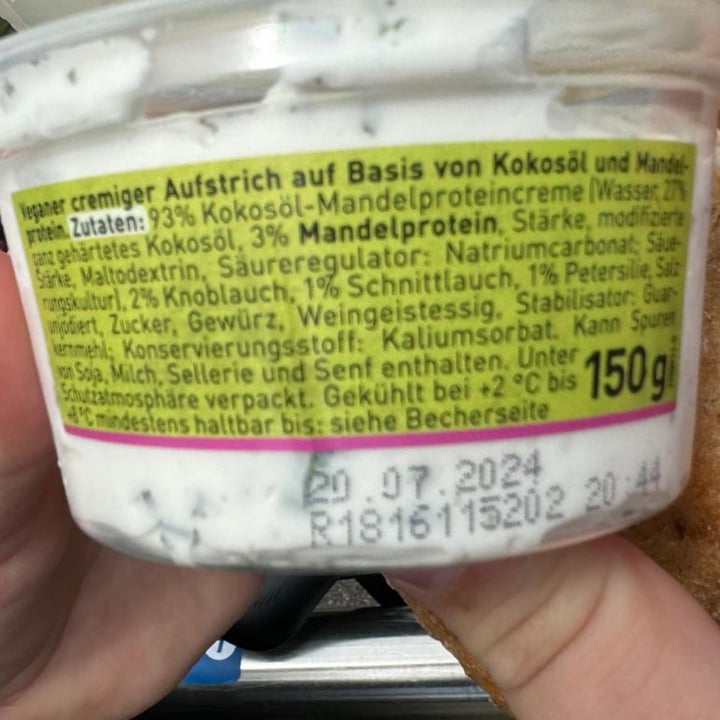 Veganer cremiger Aufstrich auf Basis von Kokosöl und Mandel-
protein. Zutaten: 93% Kokosöl-Mandelproteincreme (Wasser, 27%
ganz gehärtetes Kokosöl, 3% Mandelprotein, Stärke, modifizierte
Stärke, Maltodextrin, Säureregulator: Natriumcarbonat; Säue-
rungskultur), 2% Knoblauch, 1% Schnittlauch, 1% Petersilie, Salz
unjodiert, Zucker, Gewürz, Weingeistessig, Stabilisator: Guar-
kernmehl; Konservierungsstoff: Kaliumsorbat. Kann Spuren
von Soja, Milch, Sellerie und Senf enthalten. Unter
Schutzatmosphäre verpackt. Gekühlt bei +2 °C bis
+8 °C mindestens haltbar bis: siehe Becherseite
150 g
20.07.2024
R1816115202 20:44